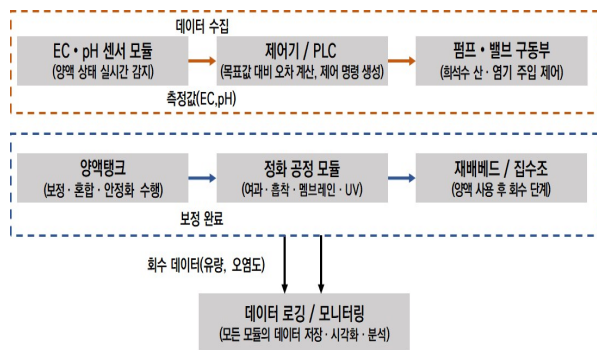 데이터 수집
EC·pH 센서 모듈
(양액 상태 실시간 감지)
제어기 / PLC
(목표값 대비 오차 계산, 제어 명령 생성)
펌프·밸브 구동부
(희석수 산·염기 주입 제어)
측정값(EC,pH)
양액탱크
(보정·혼합·안정화 수행)
정화 공정 모듈
(여과·흡착·멤브레인·UV)
재배베드 / 집수조
(양액 사용 후 회수 단계)
보정 완료
회수 데이터(유량, 오염도)
데이터 로깅 / 모니터링
(모든 모듈의 데이터 저장·시각화·분석)